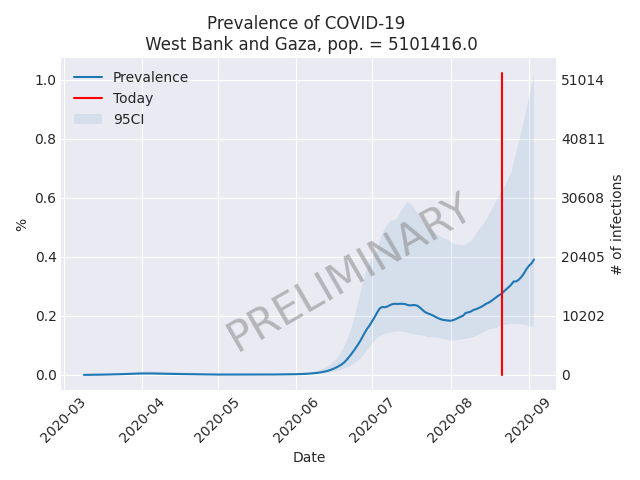 Prevalence of COVID-19
West Bank and Gaza, pop. = 5101416.0
Prevalence
Today
95CI
PRELIMINARY
%
1.0
0.8
0.6
0.4
0.2
0.0
51014
40811
30608
20405
10202
0
# of infections
2020-03
2020-04
2020-05
2020-06
2020-07
2020-08
2020-09
Date